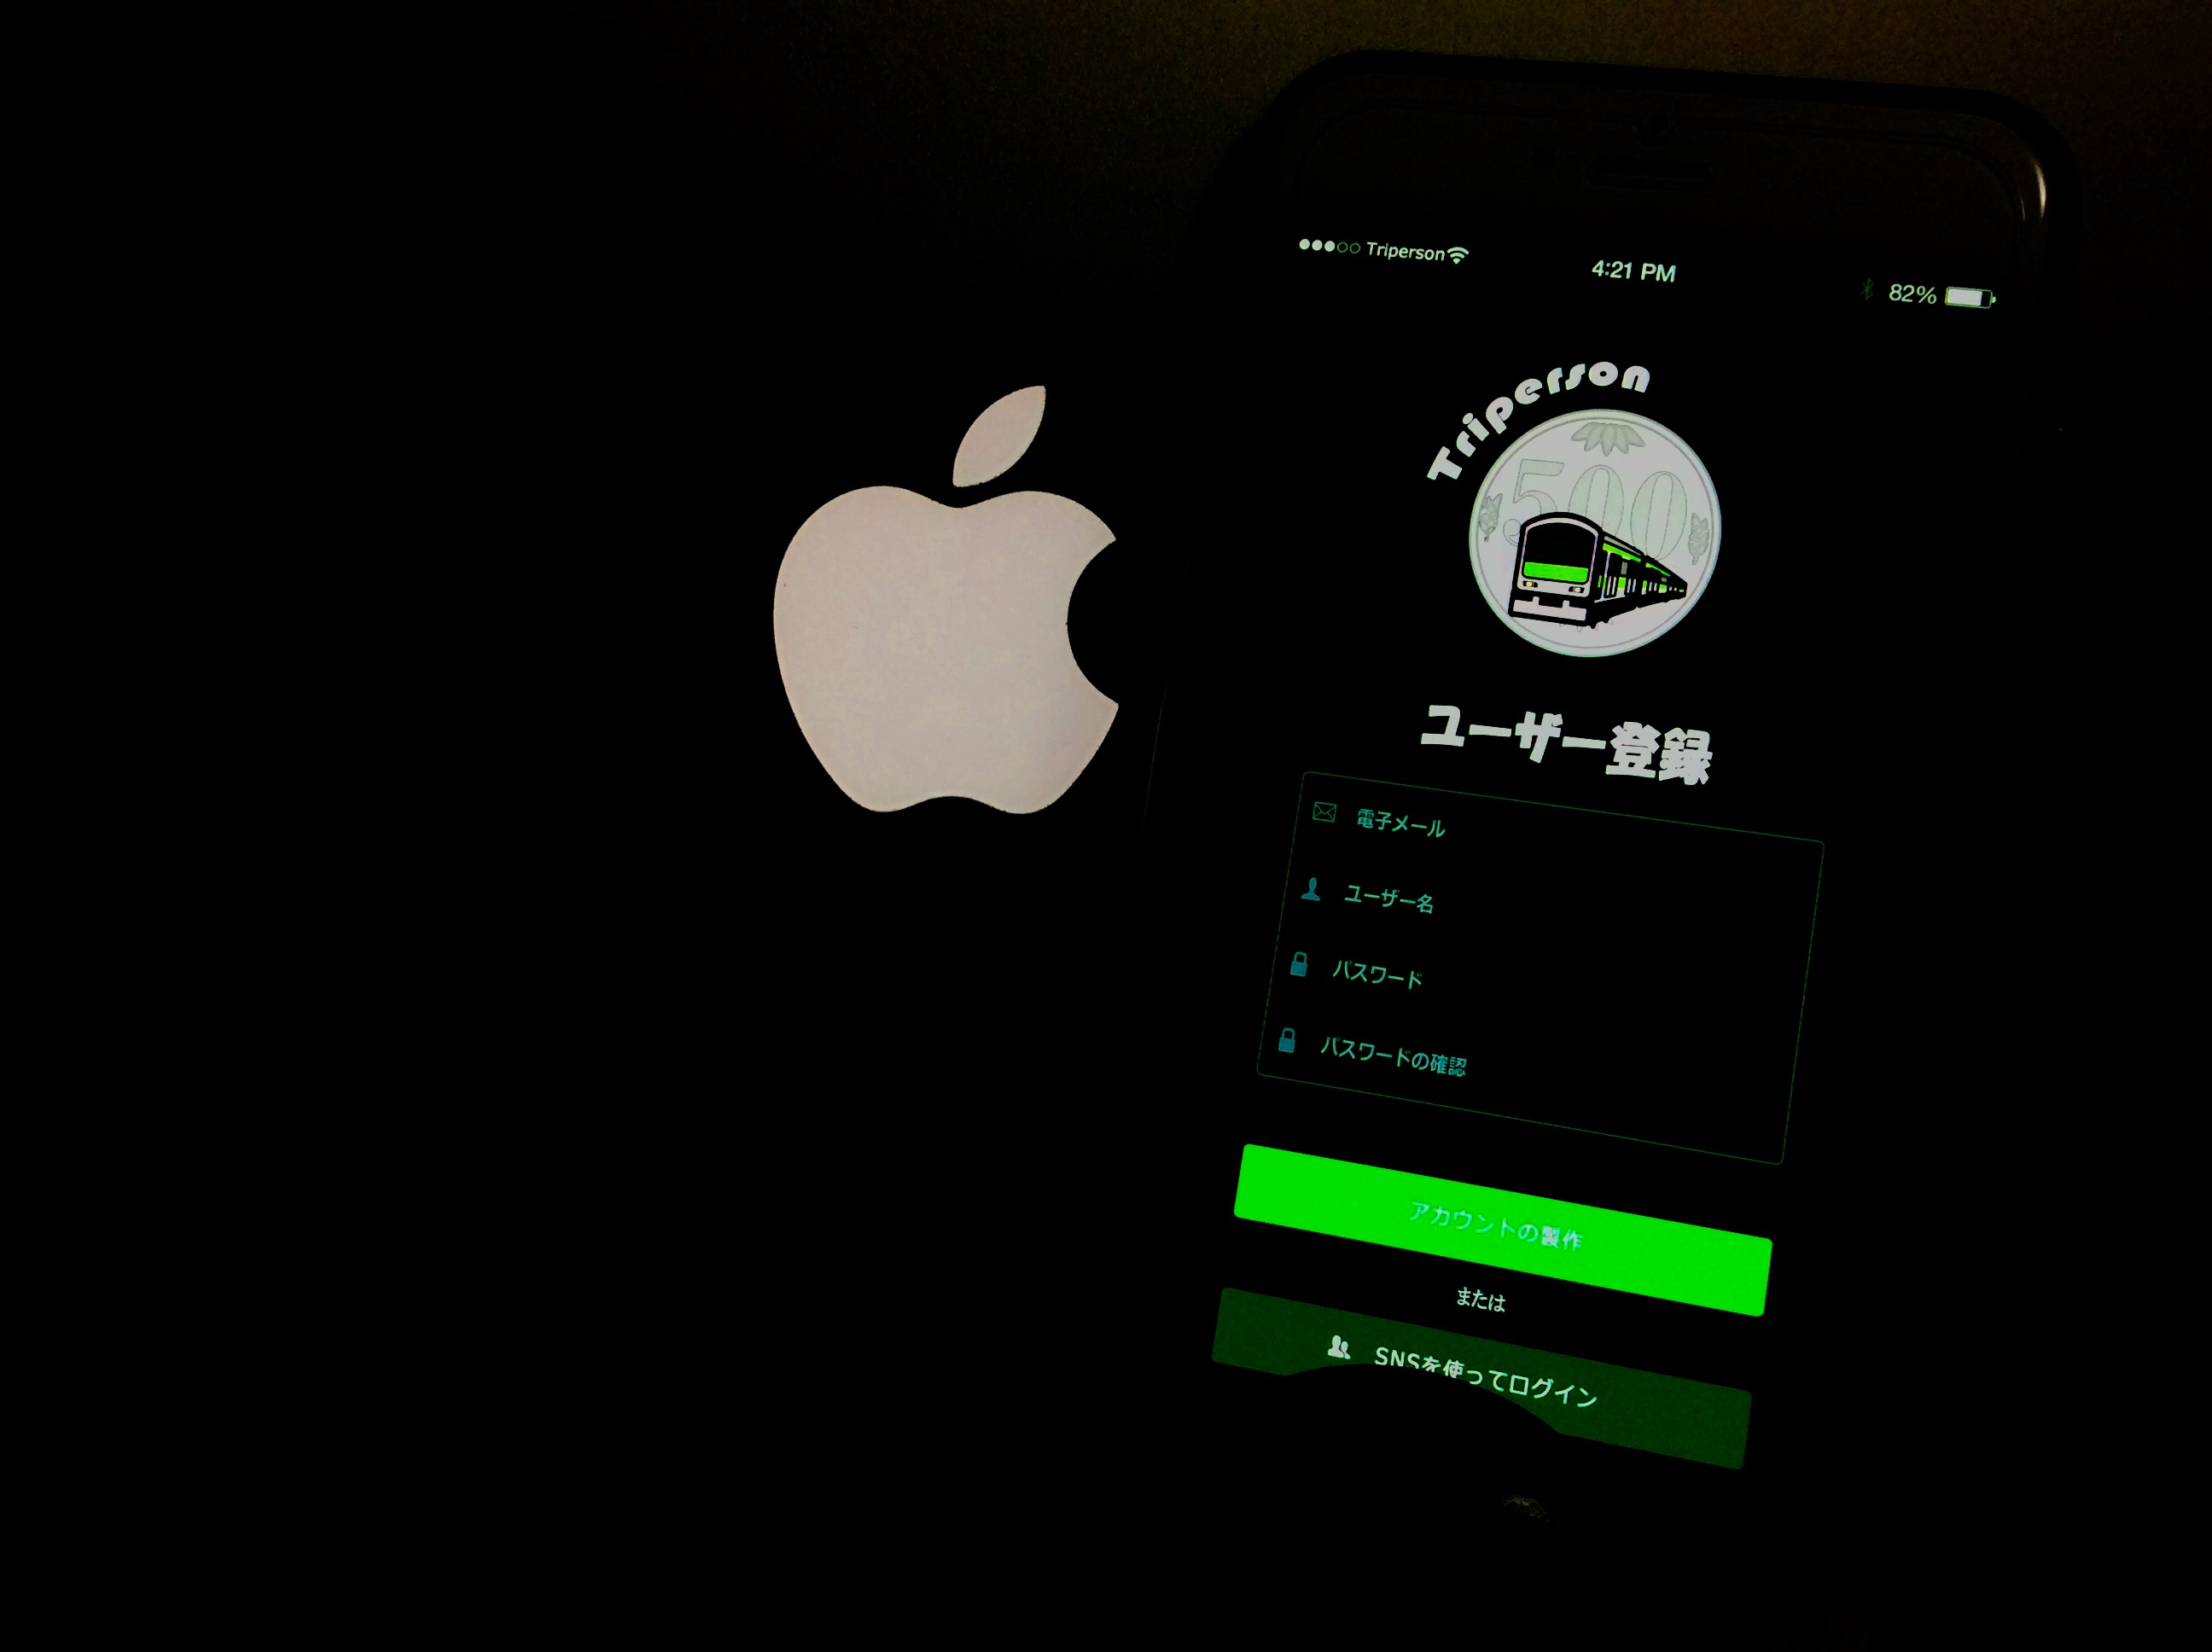 Triperson
4:21 PM
82%
Triperson
500
ユーザー登録
電子メール
ユーザー名
パスワード
パスワードの確認
アカウントの製作
または
SNSを使ってログイン